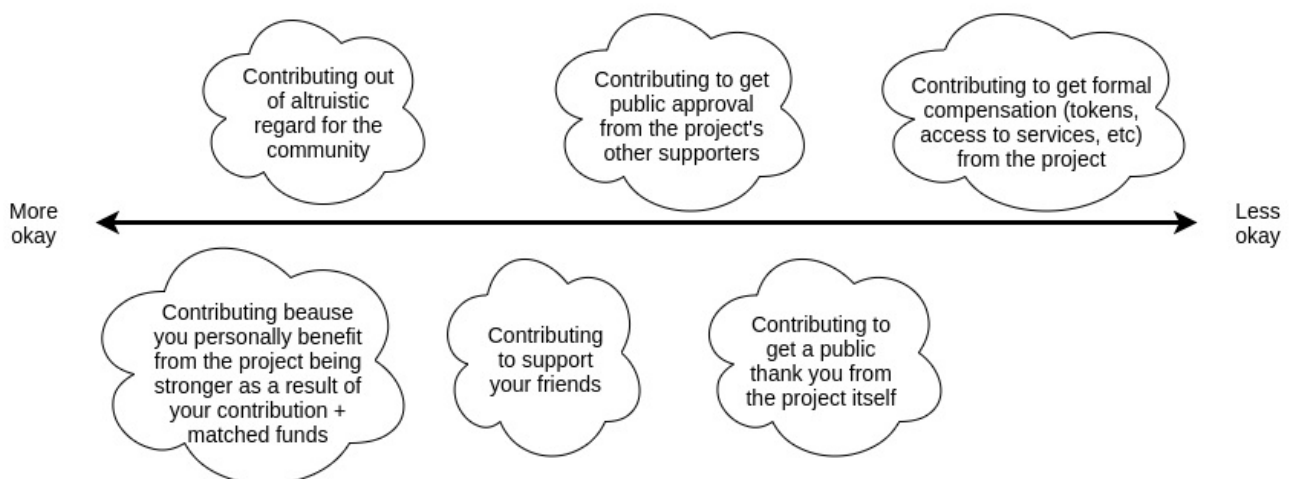 Contributing out
of altruistic
regard for the
community
Contributing to get
public approval
from the project's
other supporters
Contributing to get formal
compensation (tokens,
access to services, etc)
from the project
More
okay
Less
okay
Contributing beause
you personally benefit
from the project being
stronger as a result of
your contribution +
matched funds
Contributing
to support
your friends
Contributing to
get a public
thank you from
the project itself